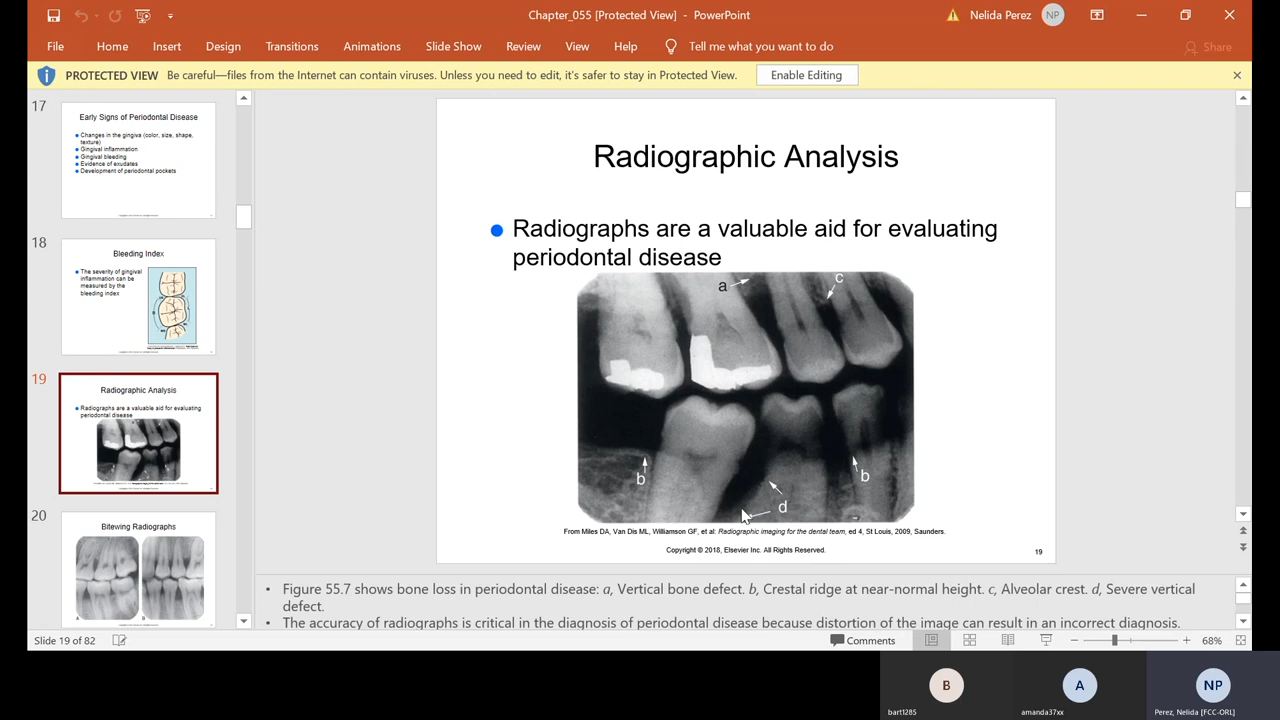 Chapter_055 [Protected View] - PowerPoint
Nelida Perez
NP
File Home Insert Design Transitions Animations Slide Show Review View Help Tell me what you want to do
Share
PROTECTED VIEW Be careful—files from the Internet can contain viruses. Unless you need to edit, it's safer to stay in Protected View.
Enable Editing
17
Early Signs of Periodontal Disease
Changes in the gingiva (color, size, shape,
texture)
Gingival inflammation
Gingival bleeding
Evidence of exudates
Development of periodontal pockets
18
Bleeding Index
The severity of gingival
inflammation can be
measured by the
bleeding index
19
Radiographic Analysis
Radiographs are a valuable aid for evaluating
periodontal disease
20
Bitewing Radiographs
A
B
Radiographic Analysis
Radiographs are a valuable aid for evaluating
periodontal disease
a
c
b
b
d
From Miles DA, Van Dis ML, Williamson GF, et al: Radiographic imaging for the dental team, ed 4, St Louis, 2009, Saunders.
Copyright © 2018, Elsevier Inc. All Rights Reserved.
19
• Figure 55.7 shows bone loss in periodontal disease: a, Vertical bone defect. b, Crestal ridge at near-normal height. c, Alveolar crest. d, Severe vertical
defect.
• The accuracy of radiographs is critical in the diagnosis of periodontal disease because distortion of the image can result in an incorrect diagnosis.
Slide 19 of 82
Comments
68%
B
A
NP
bart1285
amanda37xx
Perez, Nelida [FCC-ORL]